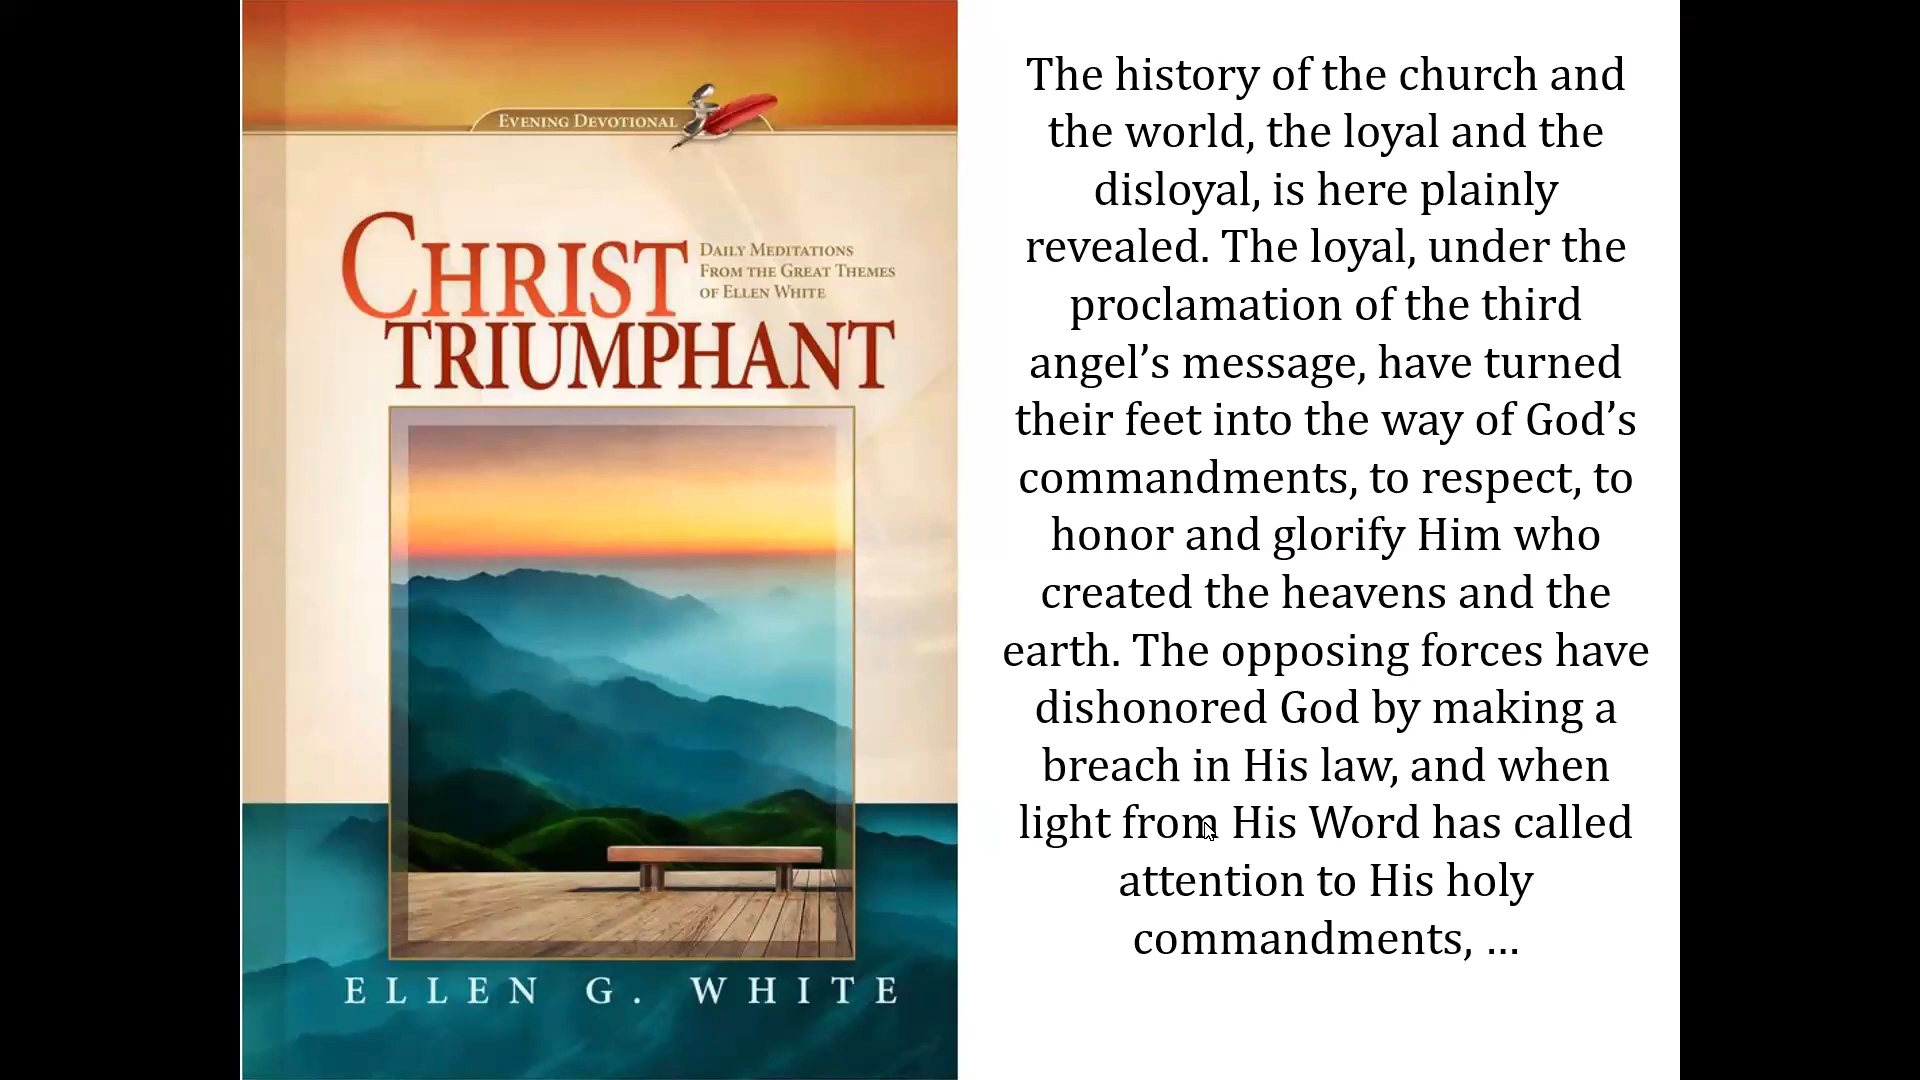 Evening Devotional
Christ
Daily Meditations
From the Great Themes
of Ellen White
Triumphant
ELLEN G. WHITE
The history of the church and
the world, the loyal and the
disloyal, is here plainly
revealed. The loyal, under the
proclamation of the third
angel’s message, have turned
their feet into the way of God’s
commandments, to respect, to
honor and glorify Him who
created the heavens and the
earth. The opposing forces have
dishonored God by making a
breach in His law, and when
light from His Word has called
attention to His holy
commandments, ...